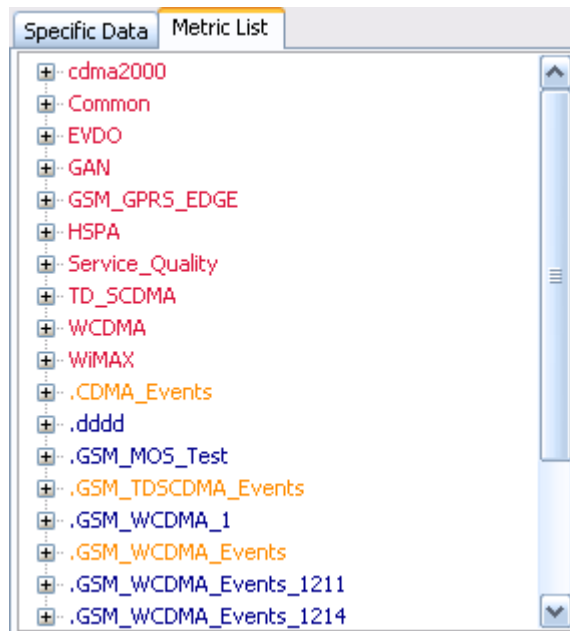 Specific Data Metric List
cdma2000
Common
EVDO
GAN
GSM_GPRS_EDGE
HSPA
Service_Quality
TD_SCDMA
WCDMA
WiMAX
.CDMA_Events
.dddd
.GSM_MOS_Test
.GSM_TDSCDMA_Events
.GSM_WCDMA_1
.GSM_WCDMA_Events
.GSM_WCDMA_Events_1211
.GSM_WCDMA_Events_1214